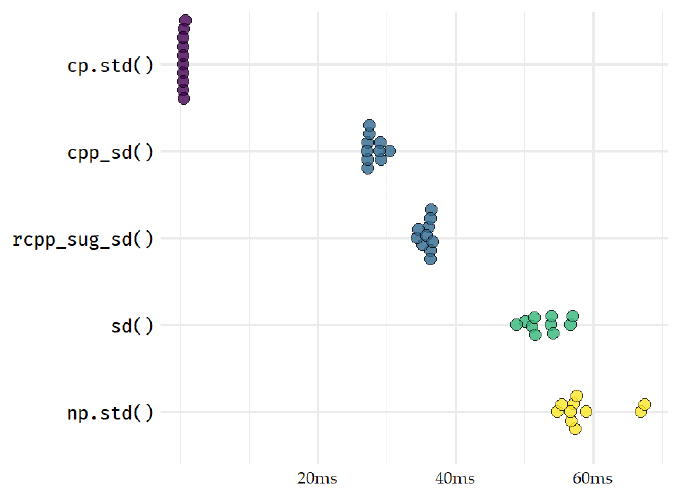 cp.std()
cpp_sd()
rcpp_sug_sd()
sd()
np.std()
20ms 40ms 60ms